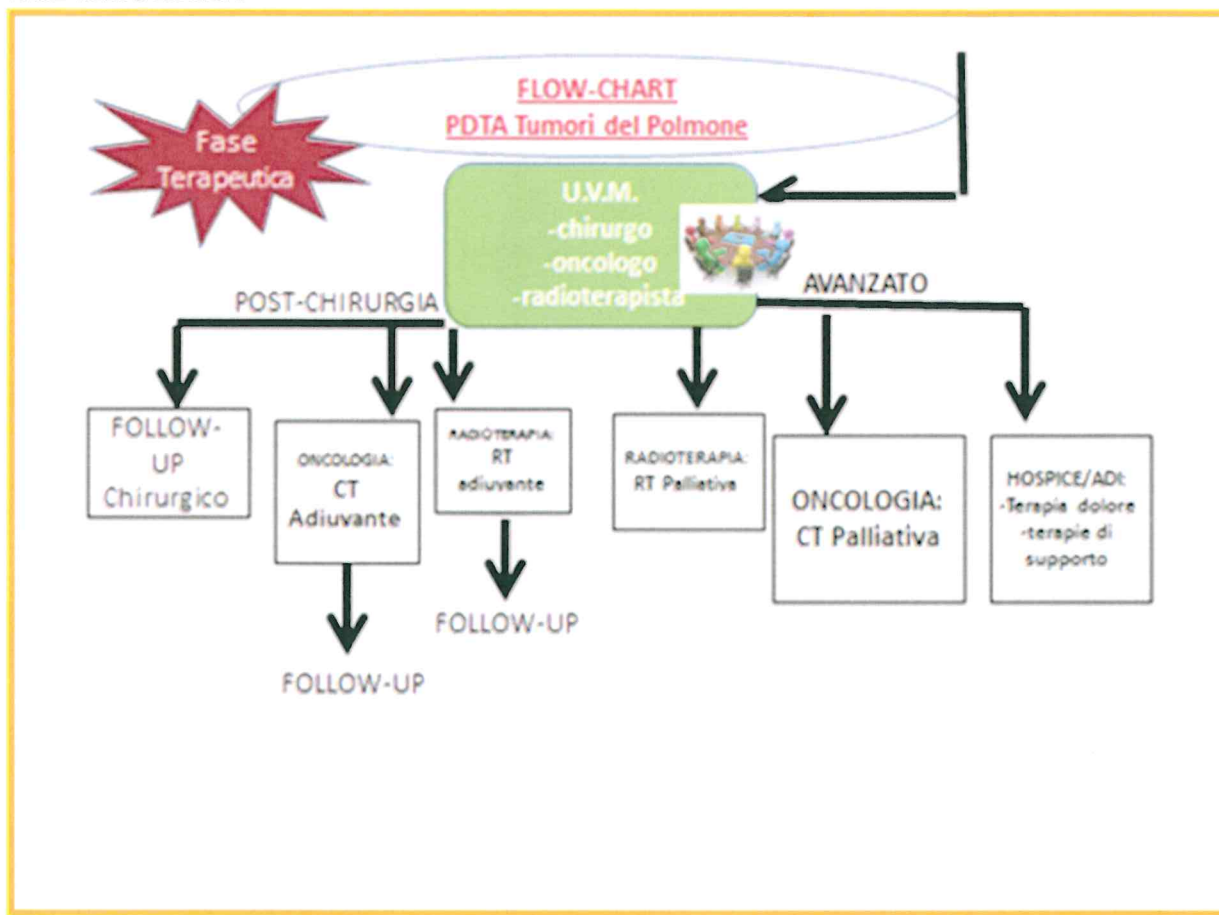 FLOW-CHART
PDTA Tumori del Polmone
Fase
Terapeutica
U.V.M.
-chirurgo
-oncologo
-radioterapista
POST-CHIRURGIA
AVANZATO
FOLLOW-
UP
Chirurgico
ONCOLOGIA:
CT
Adiuvante
RADIOTERAPIA:
RT
adiuvante
RADIOTERAPIA:
RT Palliativa
ONCOLOGIA:
CT Palliativa
HOSPICE/ADI:
-Terapia dolore
-terapie di
supporto
FOLLOW-UP
FOLLOW-UP